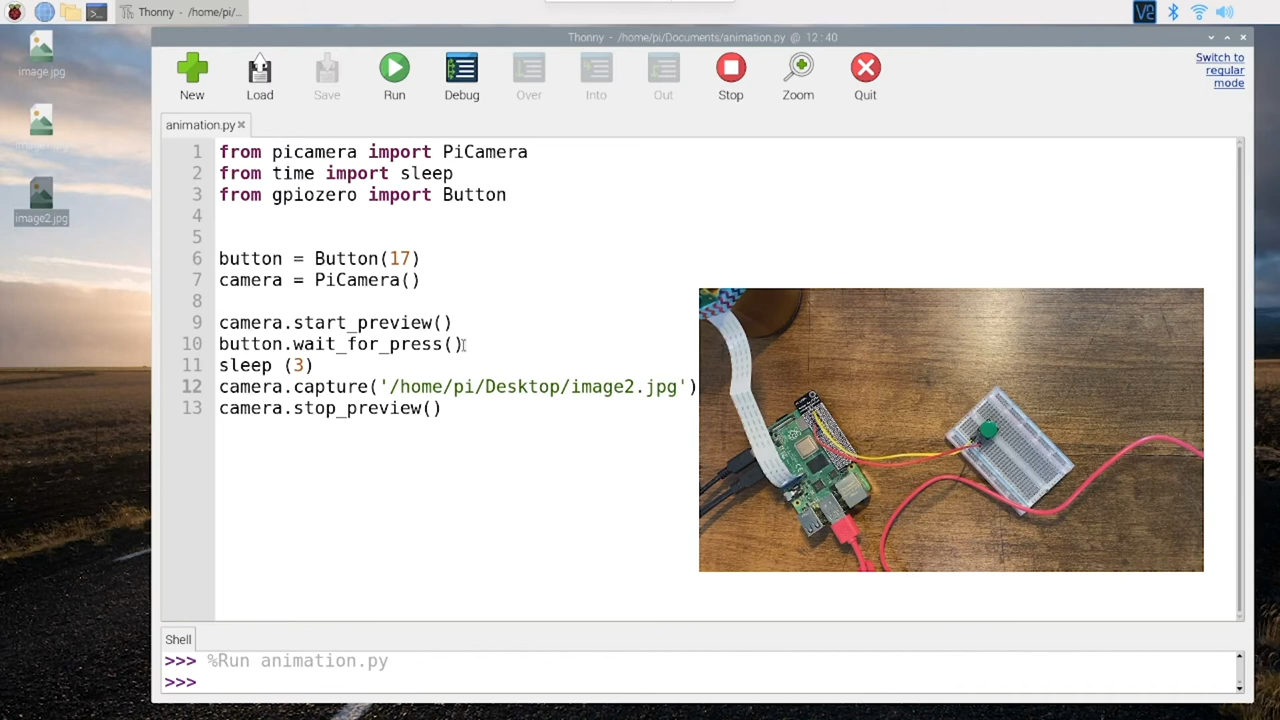 Thonny - /home/pi/...
image.jpg
image2.jpg
Thonny - /home/pi/Documents/animation.py @ 12:40
New
Load
Save
Run
Debug
Over
Into
Out
Stop
Zoom
Quit
Switch to
regular
mode
animation.py
1 from picamera import PiCamera
2 from time import sleep
3 from gpiozero import Button
4
5
6 button = Button(17)
7 camera = PiCamera()
8
9 camera.start_preview()
10 button.wait_for_press()
11 sleep (3)
12 camera.capture('/home/pi/Desktop/image2.jpg')
13 camera.stop_preview()
Shell
>>> %Run animation.py
>>>